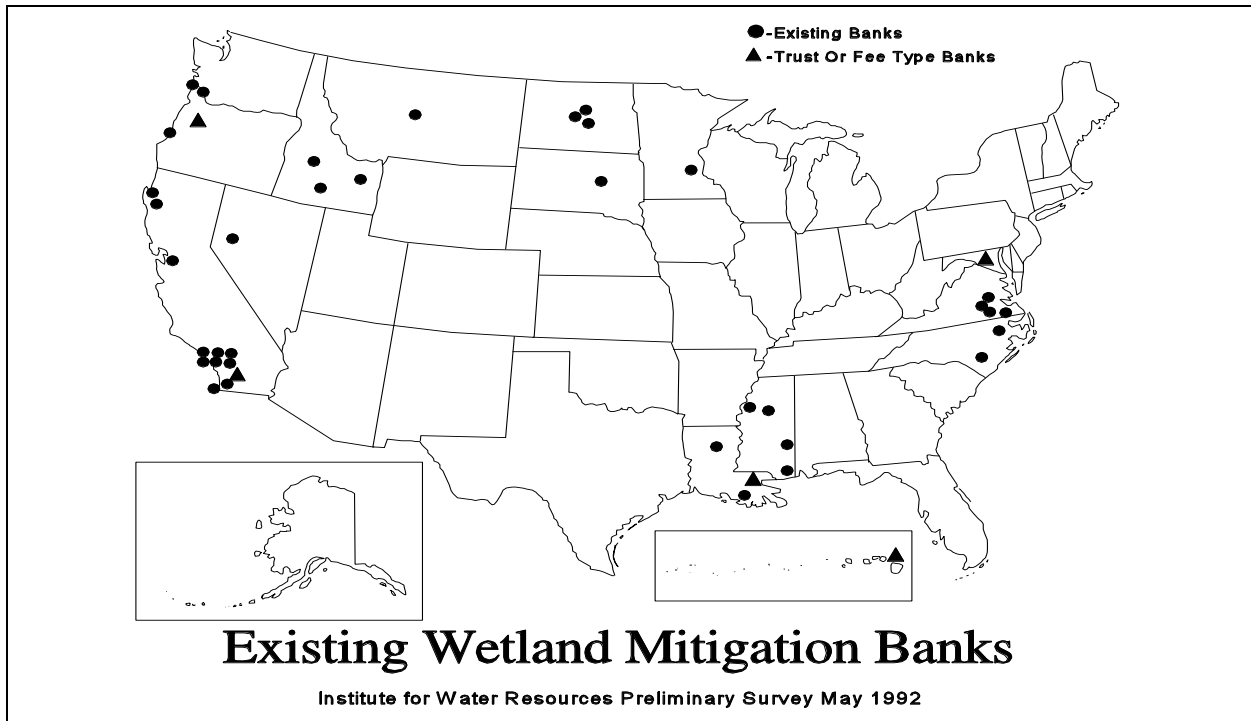 -Existing Banks
-Trust Or Fee Type Banks
Existing Wetland Mitigation Banks
Institute for Water Resources Preliminary Survey May 1992